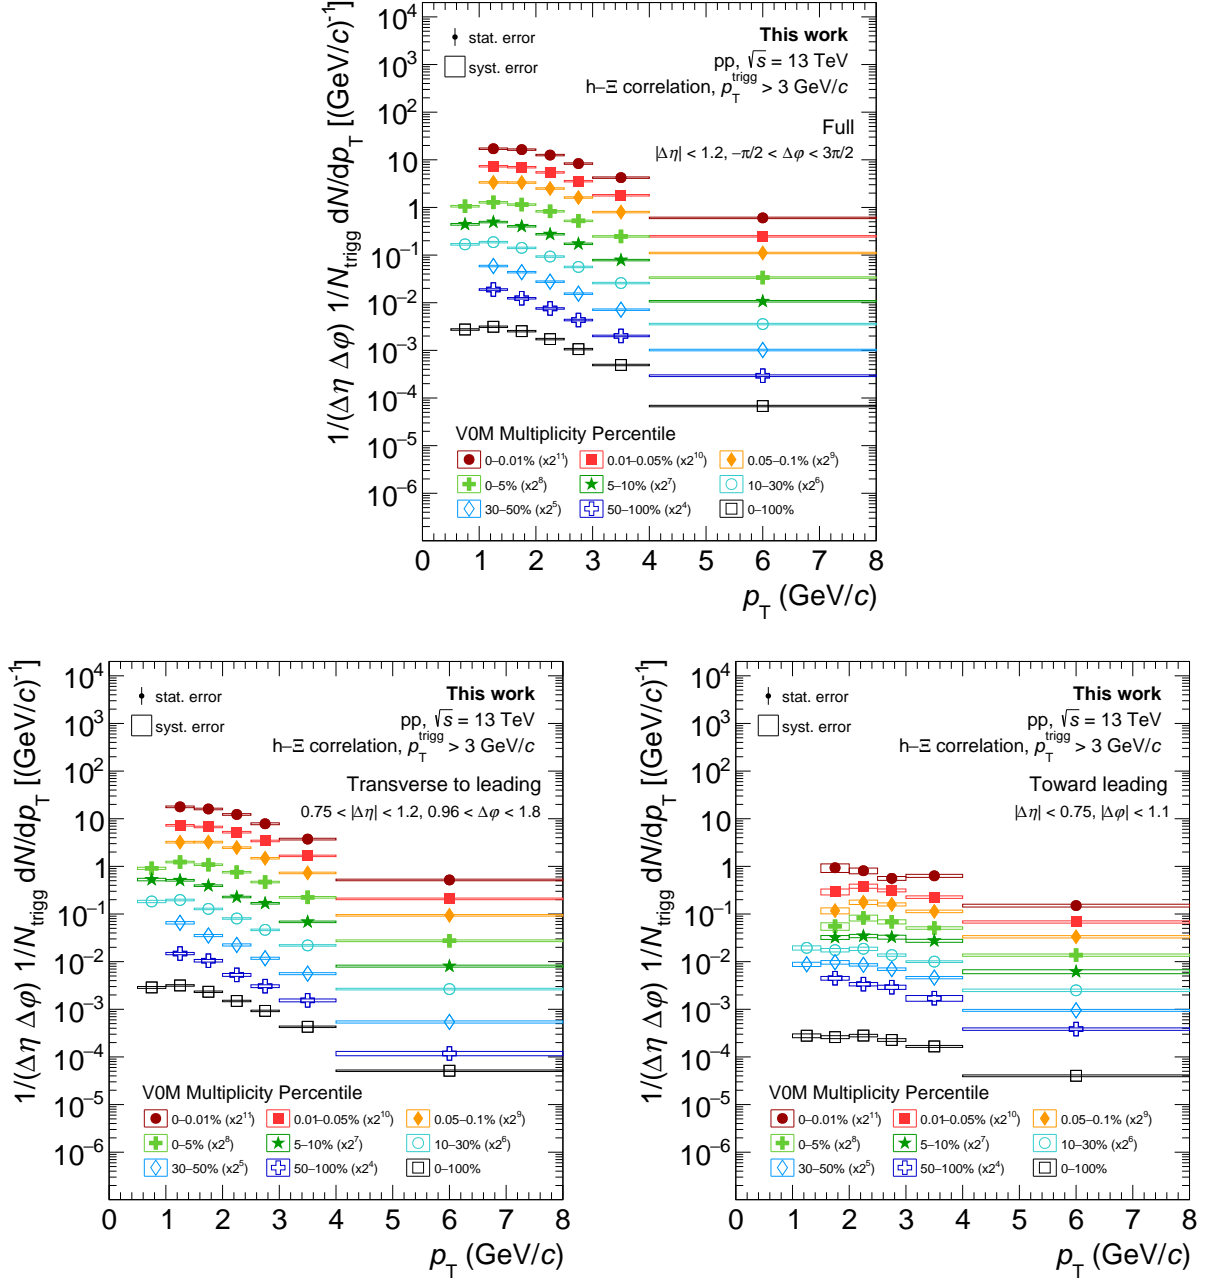 1/(Δη Δφ) 1/N_trigg dN/dp_T [(GeV/c)^-1]
10^4
10^3
10^2
10
1
10^-1
10^-2
10^-3
10^-4
10^-5
10^-6
stat. error
syst. error
This work
pp, √s = 13 TeV
h–Ξ correlation, p_T^trigg > 3 GeV/c
Full
|Δη| < 1.2, −π/2 < Δφ < 3π/2
V0M Multiplicity Percentile
0–0.01% (x2^11) 0.01–0.05% (x2^10) 0.05–0.1% (x2^9)
0–5% (x2^8) 5–10% (x2^7) 10–30% (x2^6)
30–50% (x2^5) 50–100% (x2^4) 0–100%
0 1 2 3 4 5 6 7 8
p_T (GeV/c)
1/(Δη Δφ) 1/N_trigg dN/dp_T [(GeV/c)^-1]
10^4
10^3
10^2
10
1
10^-1
10^-2
10^-3
10^-4
10^-5
10^-6
stat. error
syst. error
This work
pp, √s = 13 TeV
h–Ξ correlation, p_T^trigg > 3 GeV/c
Transverse to leading
0.75 < |Δη| < 1.2, 0.96 < Δφ < 1.8
V0M Multiplicity Percentile
0–0.01% (x2^11) 0.01–0.05% (x2^10) 0.05–0.1% (x2^9)
0–5% (x2^8) 5–10% (x2^7) 10–30% (x2^6)
30–50% (x2^5) 50–100% (x2^4) 0–100%
0 1 2 3 4 5 6 7 8
p_T (GeV/c)
1/(Δη Δφ) 1/N_trigg dN/dp_T [(GeV/c)^-1]
10^4
10^3
10^2
10
1
10^-1
10^-2
10^-3
10^-4
10^-5
10^-6
stat. error
syst. error
This work
pp, √s = 13 TeV
h–Ξ correlation, p_T^trigg > 3 GeV/c
Toward leading
|Δη| < 0.75, |Δφ| < 1.1
V0M Multiplicity Percentile
0–0.01% (x2^11) 0.01–0.05% (x2^10) 0.05–0.1% (x2^9)
0–5% (x2^8) 5–10% (x2^7) 10–30% (x2^6)
30–50% (x2^5) 50–100% (x2^4) 0–100%
0 1 2 3 4 5 6 7 8
p_T (GeV/c)